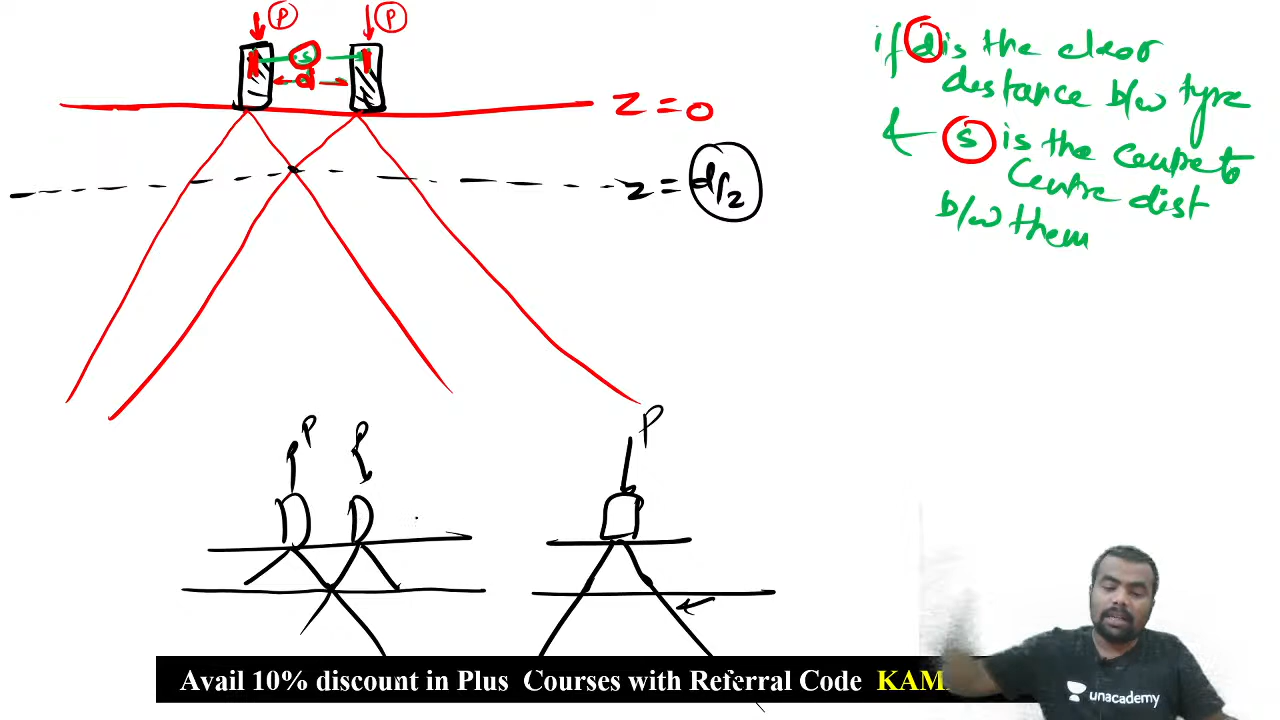 P
P
s
d
z = 0
z = d/2
if d is the clear
distance b/w tyre
& s is the centre to
centre dist
b/w them
P
P
P
Avail 10% discount in Plus Courses with Referral Code KAM
unacademy